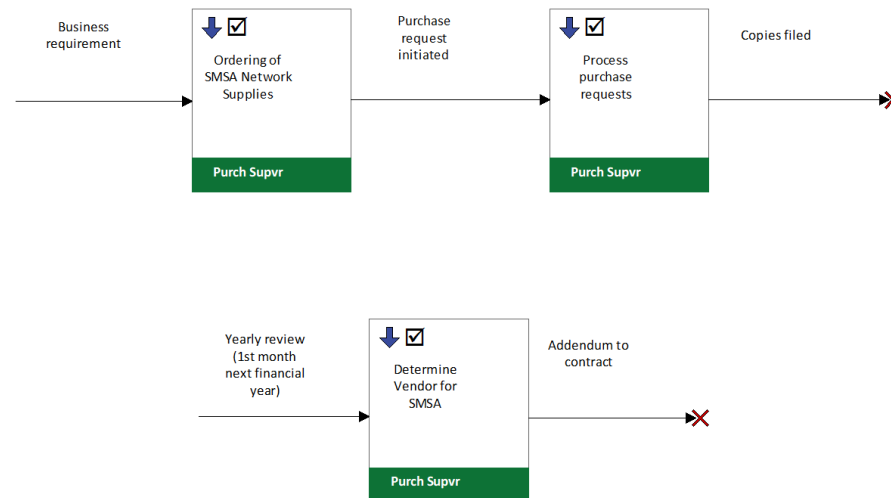 Business
requirement
Ordering of
SMSA Network
Supplies
Purch Supvr
Purchase
request
initiated
Process
purchase
requests
Purch Supvr
Copies filed
Yearly review
(1st month
next financial
year)
Determine
Vendor for
SMSA
Purch Supvr
Addendum to
contract